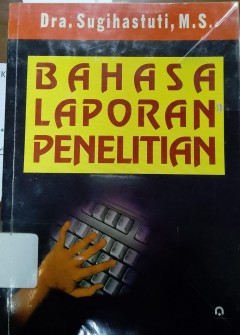 Dra. Sugihastuti, M.S.
BAHASA
LAPORAN
PENELITIAN